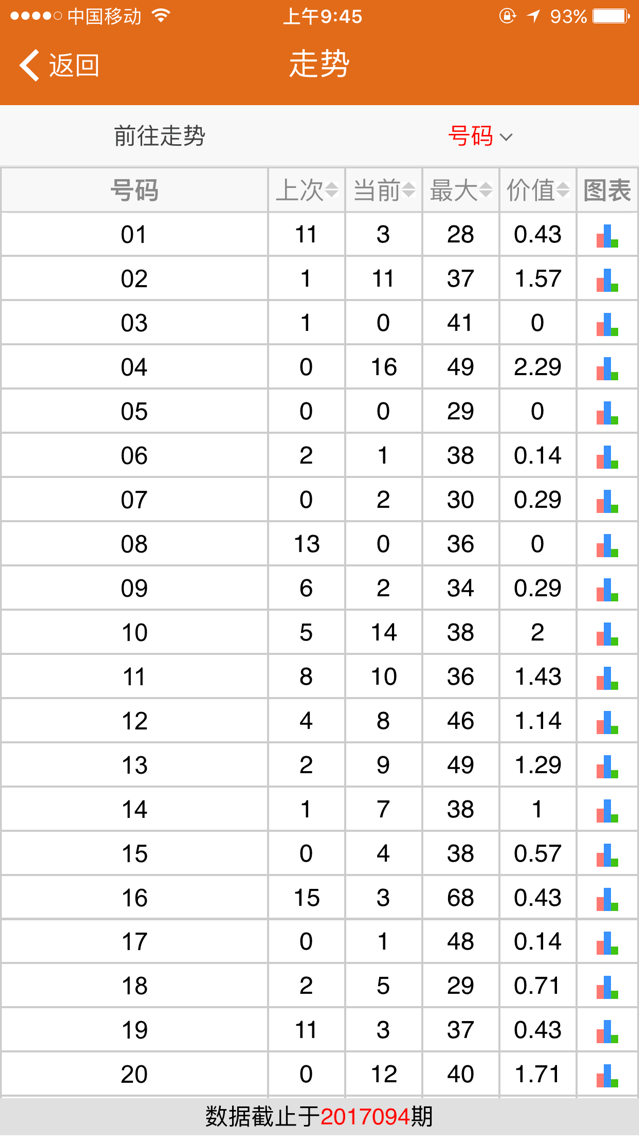 中国移动 上午9:45 93%
返回 走势
前往走势 号码
号码 上次 当前 最大 价值 图表
01 11 3 28 0.43
02 1 11 37 1.57
03 1 0 41 0
04 0 16 49 2.29
05 0 0 29 0
06 2 1 38 0.14
07 0 2 30 0.29
08 13 0 36 0
09 6 2 34 0.29
10 5 14 38 2
11 8 10 36 1.43
12 4 8 46 1.14
13 2 9 49 1.29
14 1 7 38 1
15 0 4 38 0.57
16 15 3 68 0.43
17 0 1 48 0.14
18 2 5 29 0.71
19 11 3 37 0.43
20 0 12 40 1.71
数据截止于2017094期